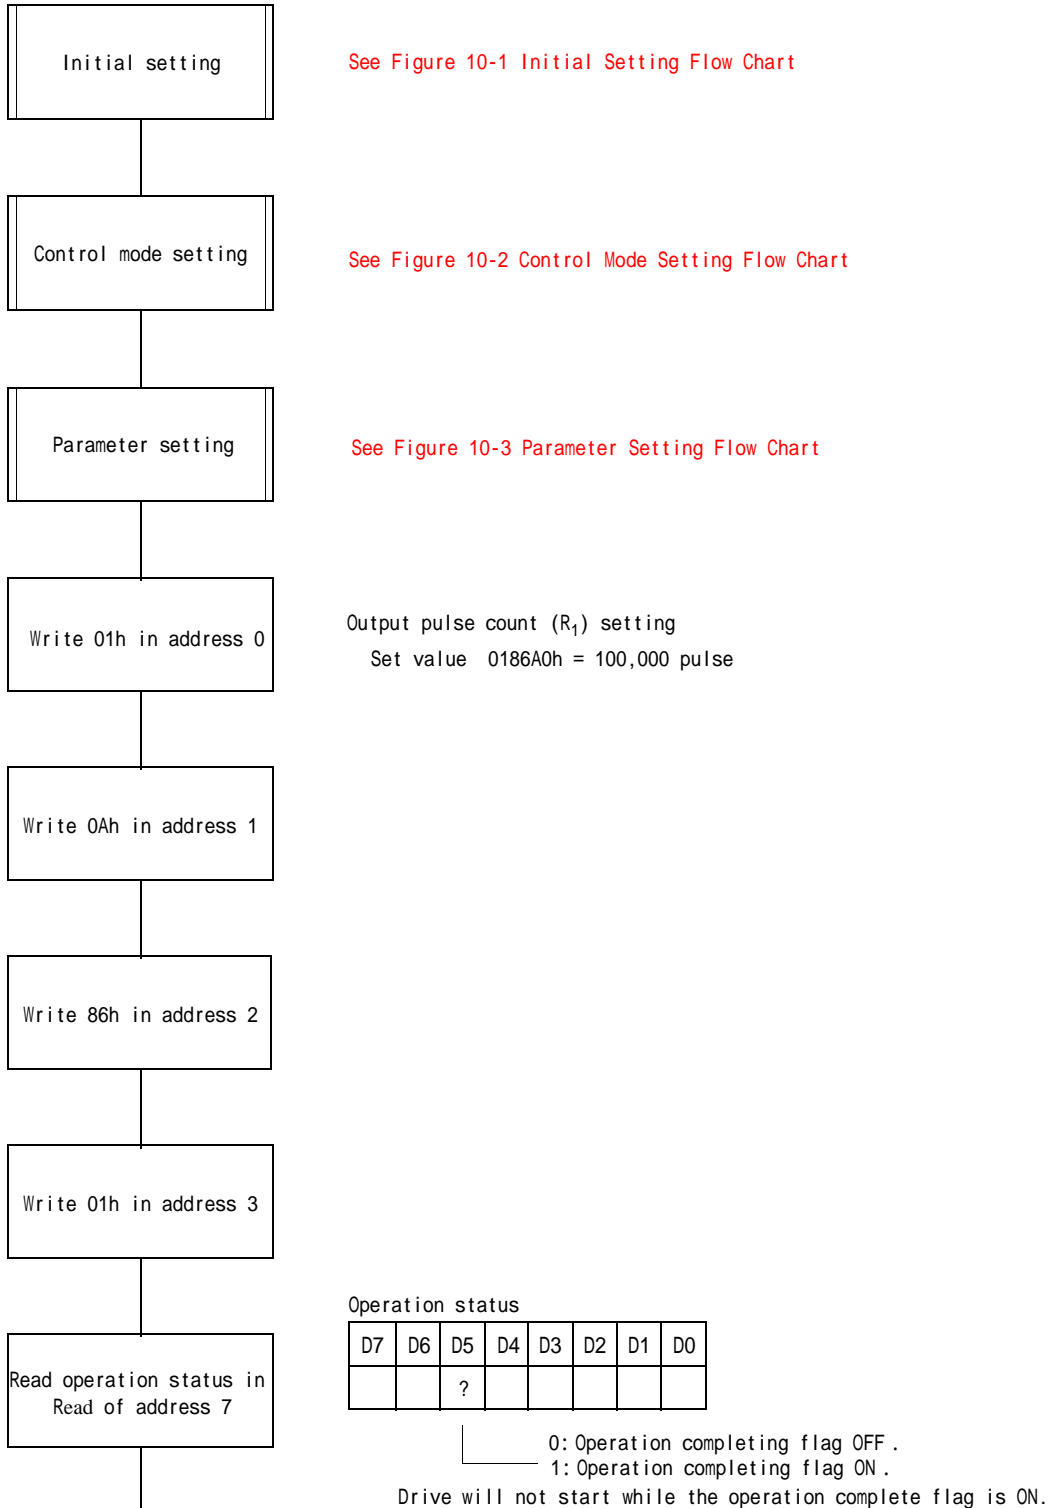 Initial setting
See Figure 10-1 Initial Setting Flow Chart
Control mode setting
See Figure 10-2 Control Mode Setting Flow Chart
Parameter setting
See Figure 10-3 Parameter Setting Flow Chart
Write 01h in address 0
Output pulse count (R1) setting
Set value 0186A0h = 100,000 pulse
Write 0Ah in address 1
Write 86h in address 2
Write 01h in address 3
Operation status
D7 D6 D5 D4 D3 D2 D1 D0
?
Read operation status in
Read of address 7
0: Operation completing flag OFF.
1: Operation completing flag ON.
Drive will not start while the operation complete flag is ON.